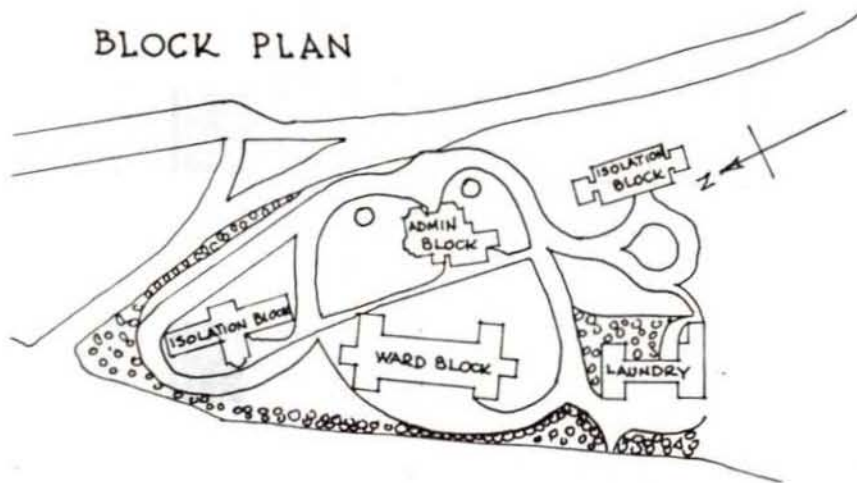 BLOCK PLAN
ISOLATION
BLOCK
N
ADMIN
BLOCK
ISOLATION BLOCK
WARD BLOCK
LAUNDRY